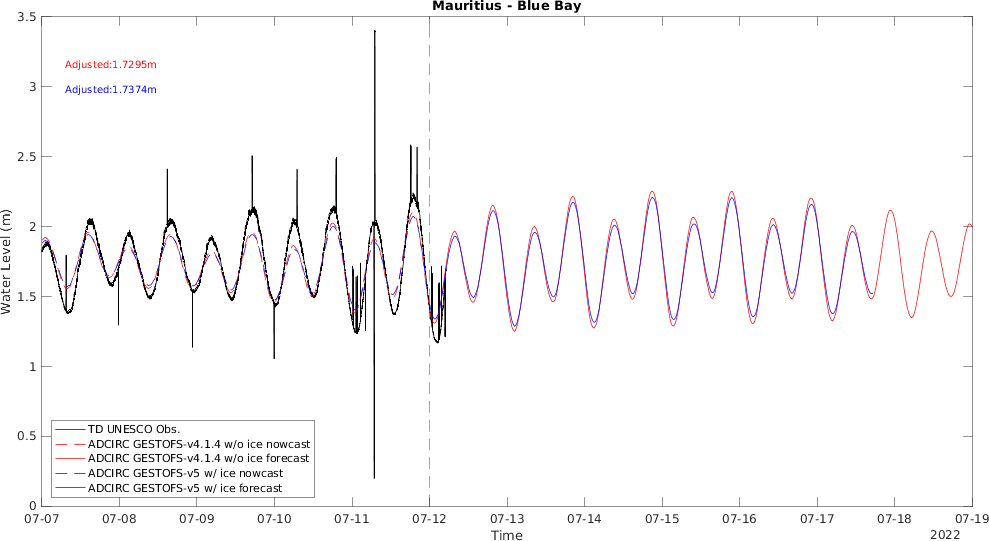 Mauritius - Blue Bay
3.5
3
2.5
2
1.5
1
0.5
0
Water Level (m)
Adjusted:1.7295m
Adjusted:1.7374m
TD UNESCO Obs.
ADCIRC GESTOFS-v4.1.4 w/o ice nowcast
ADCIRC GESTOFS-v4.1.4 w/o ice forecast
ADCIRC GESTOFS-v5 w/ ice nowcast
ADCIRC GESTOFS-v5 w/ ice forecast
07-07 07-08 07-09 07-10 07-11 07-12 07-13 07-14 07-15 07-16 07-17 07-18 07-19
Time
2022